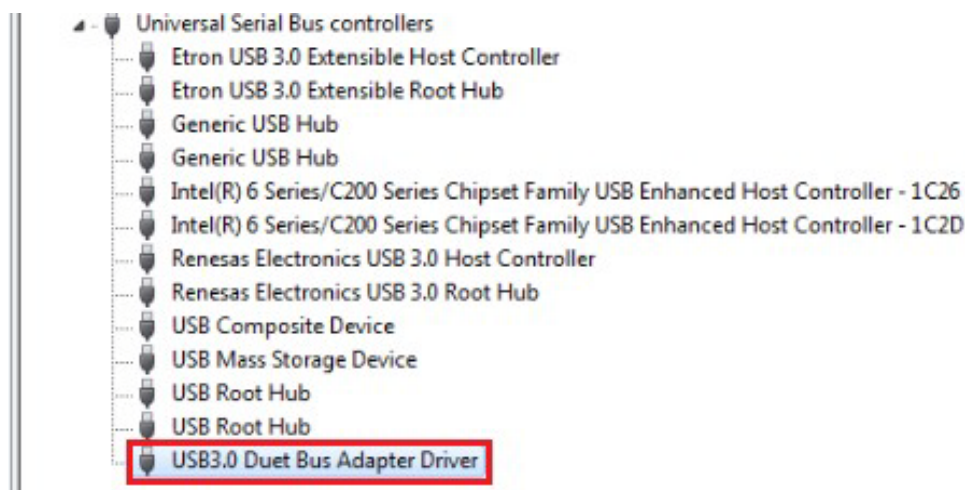 Universal Serial Bus controllers
Etron USB 3.0 Extensible Host Controller
Etron USB 3.0 Extensible Root Hub
Generic USB Hub
Generic USB Hub
Intel(R) 6 Series/C200 Series Chipset Family USB Enhanced Host Controller - 1C26
Intel(R) 6 Series/C200 Series Chipset Family USB Enhanced Host Controller - 1C2D
Renesas Electronics USB 3.0 Host Controller
Renesas Electronics USB 3.0 Root Hub
USB Composite Device
USB Mass Storage Device
USB Root Hub
USB Root Hub
USB3.0 Duet Bus Adapter Driver